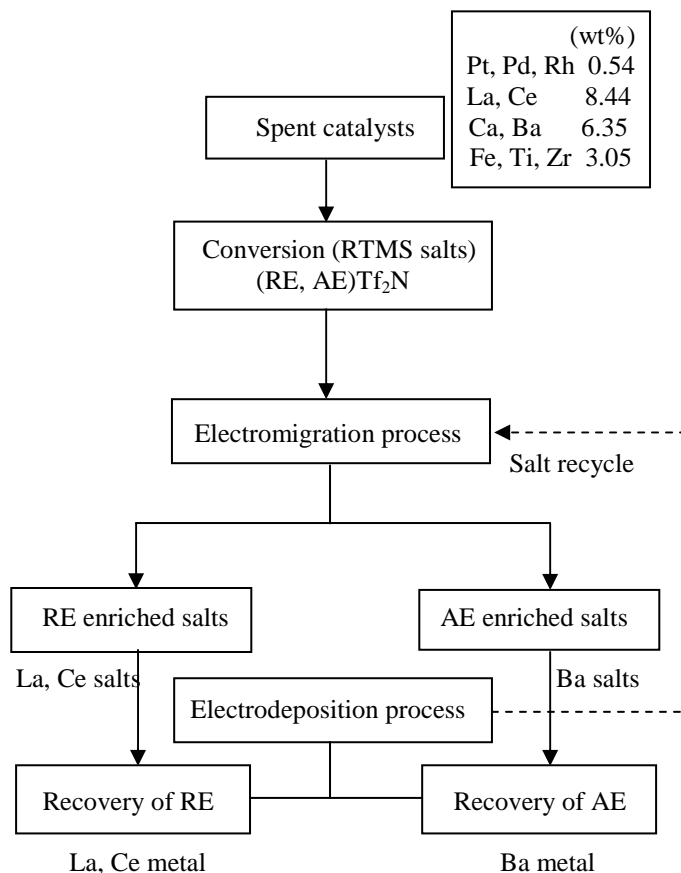 (wt%)
Pt, Pd, Rh 0.54
La, Ce 8.44
Ca, Ba 6.35
Fe, Ti, Zr 3.05
Spent catalysts
Conversion (RTMS salts)
(RE, AE)Tf₂N
Electromigration process
Salt recycle
RE enriched salts
AE enriched salts
La, Ce salts
Ba salts
Electrodeposition process
Recovery of RE
Recovery of AE
La, Ce metal
Ba metal